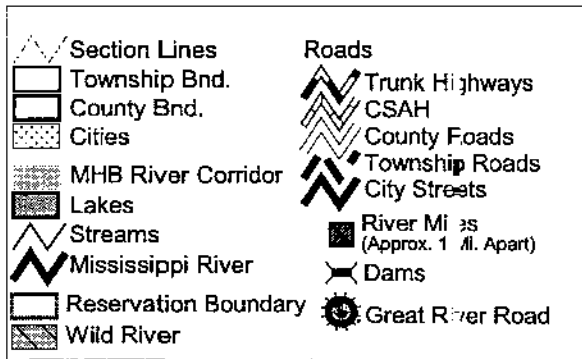 Section Lines
Township Bnd.
County Bnd.
Cities
MHB River Corridor
Lakes
Streams
Mississippi River
Reservation Boundary
Wild River
Roads
Trunk Highways
CSAH
County Roads
Township Roads
City Streets
River Miles
(Approx. 1 Mi. Apart)
Dams
Great River Road